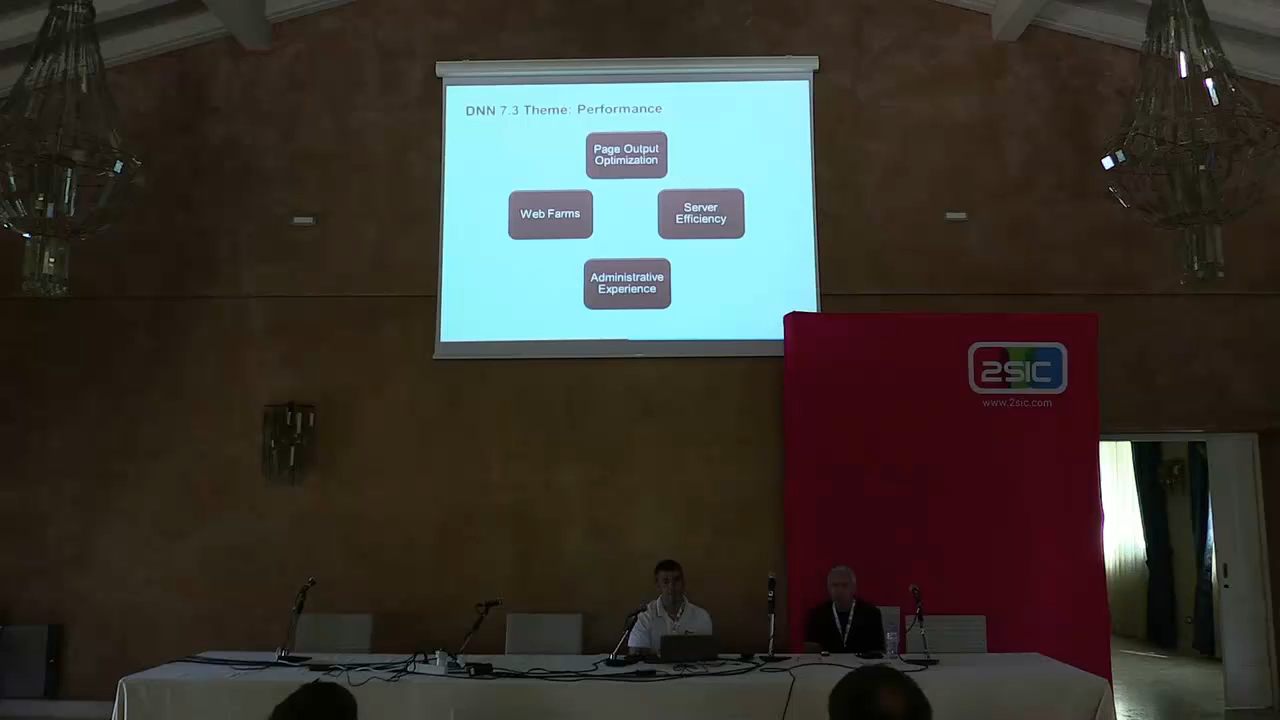 DNN 7.3 Theme: Performance
Page Output
Optimization
Web Farms
Server
Efficiency
Administrative
Experience
2SIC
www.2sic.com